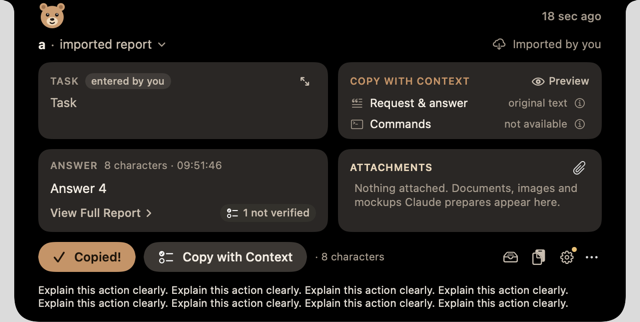 18 sec ago
a · imported report
Imported by you
TASK entered by you
Task
COPY WITH CONTEXT Preview
Request & answer original text
Commands not available
ANSWER 8 characters · 09:51:46
Answer 4
View Full Report 1 not verified
ATTACHMENTS
Nothing attached. Documents, images and
mockups Claude prepares appear here.
Copied! Copy with Context · 8 characters
Explain this action clearly. Explain this action clearly. Explain this action clearly. Explain this action clearly.
Explain this action clearly. Explain this action clearly. Explain this action clearly. Explain this action clearly.